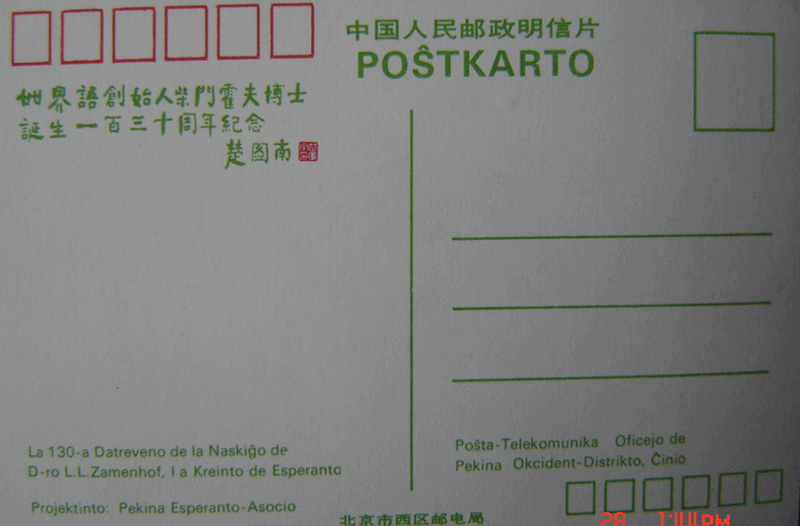 中国人民邮政明信片
POŜTKARTO
世界語創始人柴門霍夫博士
誕生一百三十周年紀念
楚图南
La 130-a Datreveno de la Naskiĝo de
D-ro L.L.Zamenhof, l a Kreinto de Esperanto
Projektinto: Pekina Esperanto-Asocio
Poŝta-Telekomunika Oficejo de
Pekina Okcident-Distrikto, Ĉinio
北京市西区邮电局